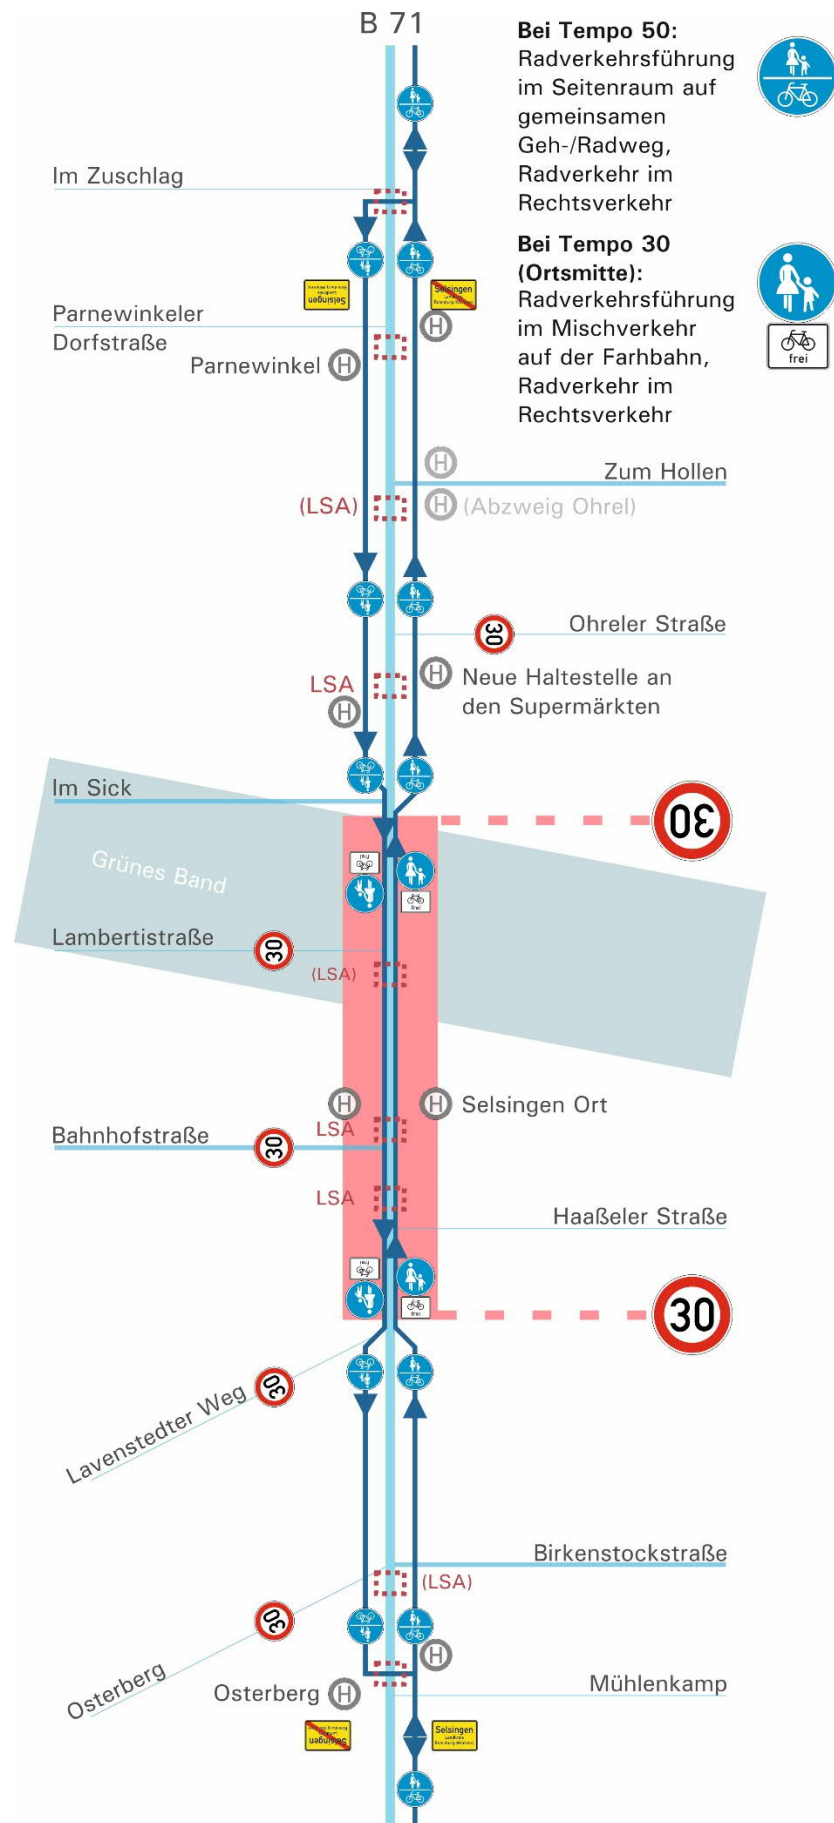 B 71
Bei Tempo 50:
Radverkehrsführung
im Seitenraum auf
gemeinsamen
Geh-/Radweg,
Radverkehr im
Rechtsverkehr
Bei Tempo 30
(Ortsmitte):
Radverkehrsführung
im Mischverkehr
auf der Farhbahn,
Radverkehr im
Rechtsverkehr
frei
Im Zuschlag
Selsingen
Selsingen
Parnewinkeler
Dorfstraße
H
Parnewinkel H
H
Zum Hollen
(LSA)
H (Abzweig Ohrel)
30
Ohreler Straße
LSA
H
H Neue Haltestelle an
den Supermärkten
Im Sick
30
Grünes Band
frei
frei
Lambertistraße
30
(LSA)
H
H Selsingen Ort
LSA
Bahnhofstraße
30
LSA
Haaßeler Straße
frei
frei
30
Lavenstedter Weg
30
Birkenstockstraße
(LSA)
30
Osterberg
H
Osterberg H
Mühlenkamp
Selsingen
Selsingen